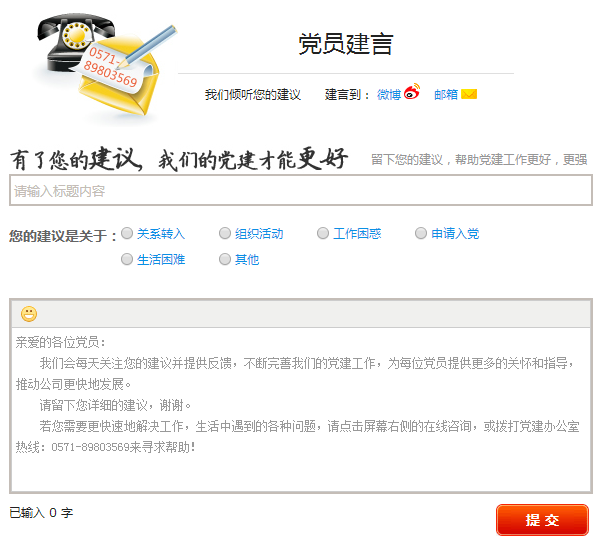 0571-
89803569
党员建言
我们倾听您的建议 建言到： 微博 邮箱
有了您的建议，我们的党建才能更好 留下您的建议，帮助党建工作更好，更强
请输入标题内容
您的建议是关于： 关系转入 组织活动 工作困惑 申请入党
生活困难 其他
亲爱的各位党员：
我们会每天关注您的建议并提供反馈，不断完善我们的党建工作，为每位党员提供更多的关怀和指导，
推动公司更快地发展。
请留下您详细的建议，谢谢。
若您需要更快速地解决工作，生活中遇到的各种问题，请点击屏幕右侧的在线咨询，或拨打党建办公室
热线：0571-89803569来寻求帮助！
已输入 0 字 提 交